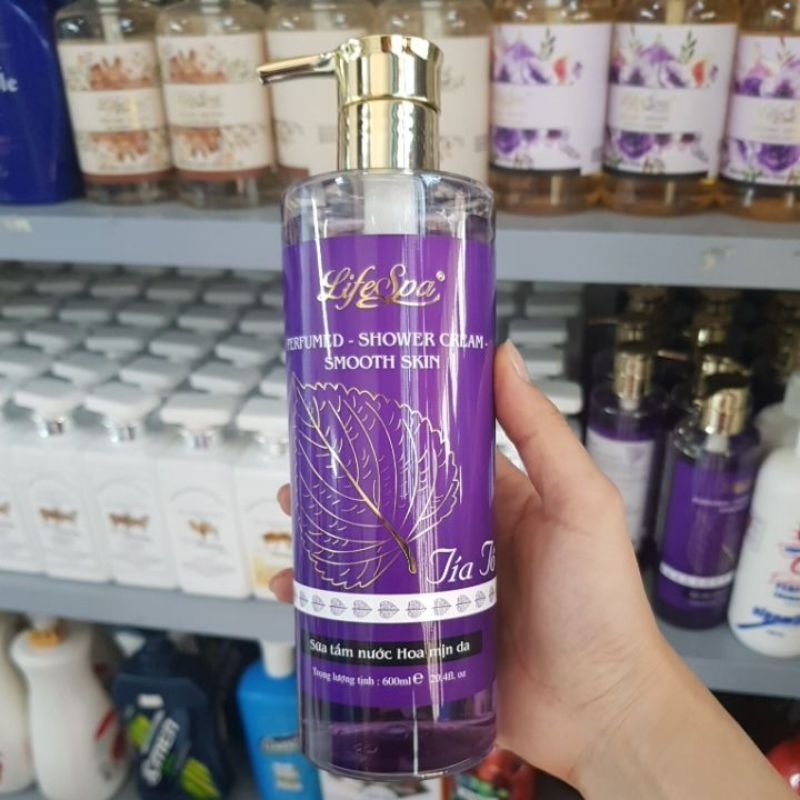 LifeSpa®
PERFUMED - SHOWER CREAM -
SMOOTH SKIN
Tía Tô
Sữa tắm nước Hoa mịn da
Trọng lượng tịnh : 600ml ℮ 20.4fl. oz